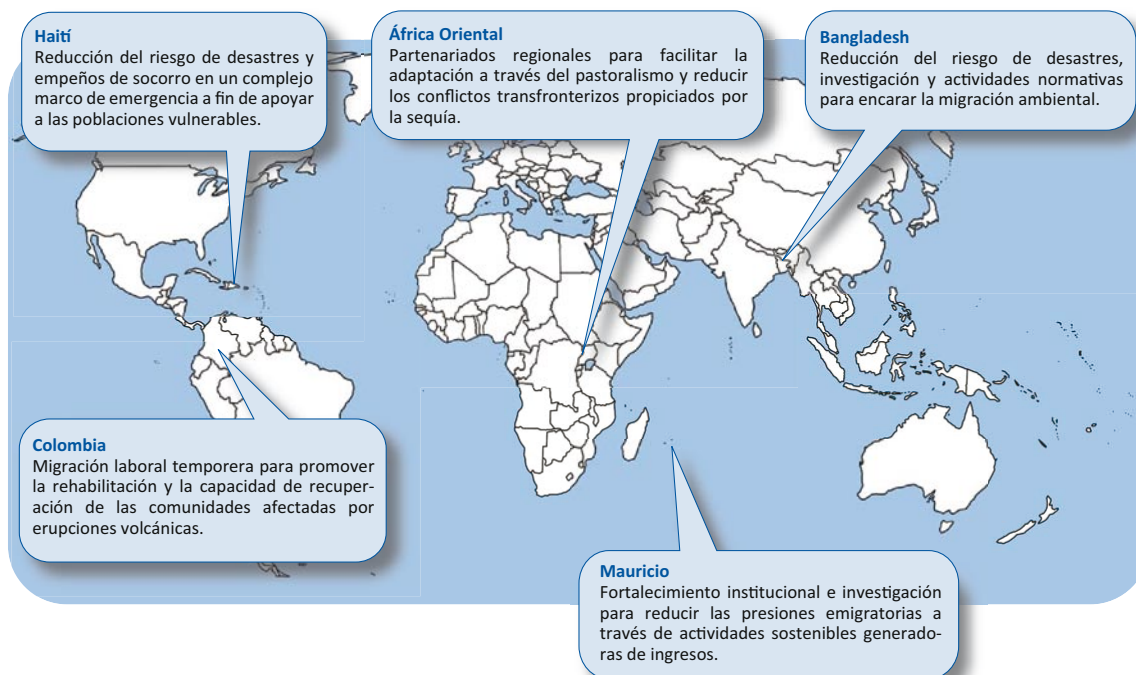 Haití
Reducción del riesgo de desastres y
empeños de socorro en un complejo
marco de emergencia a fin de apoyar
a las poblaciones vulnerables.
África Oriental
Partenariados regionales para facilitar la
adaptación a través del pastoralismo y reducir
los conflictos transfronterizos propiciados por
la sequía.
Bangladesh
Reducción del riesgo de desastres,
investigación y actividades normativas
para encarar la migración ambiental.
Colombia
Migración laboral temporera para promover
la rehabilitación y la capacidad de recuper-
ación de las comunidades afectadas por
erupciones volcánicas.
Mauricio
Fortalecimiento institucional e investigación
para reducir las presiones emigratorias a
través de actividades sostenibles generado-
ras de ingresos.